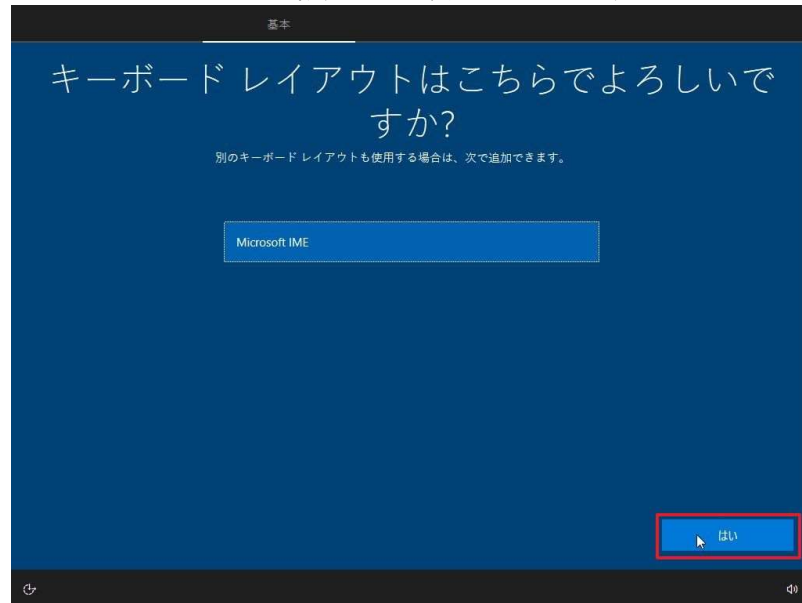 基本
キーボード レイアウトはこちらでよろしいで
すか?
別のキーボード レイアウトも使用する場合は、次で追加できます。
Microsoft IME
はい